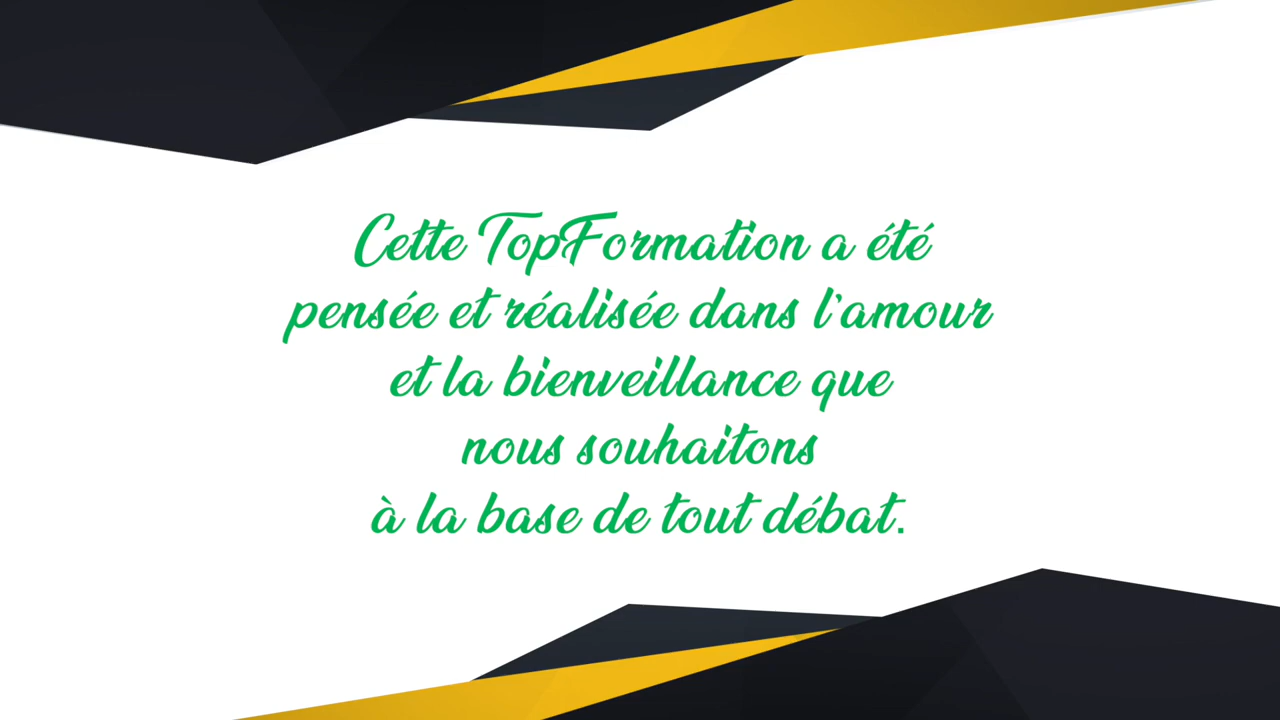 Cette TopFormation a été
pensée et réalisée dans l'amour
et la bienveillance que
nous souhaitons
à la base de tout débat.